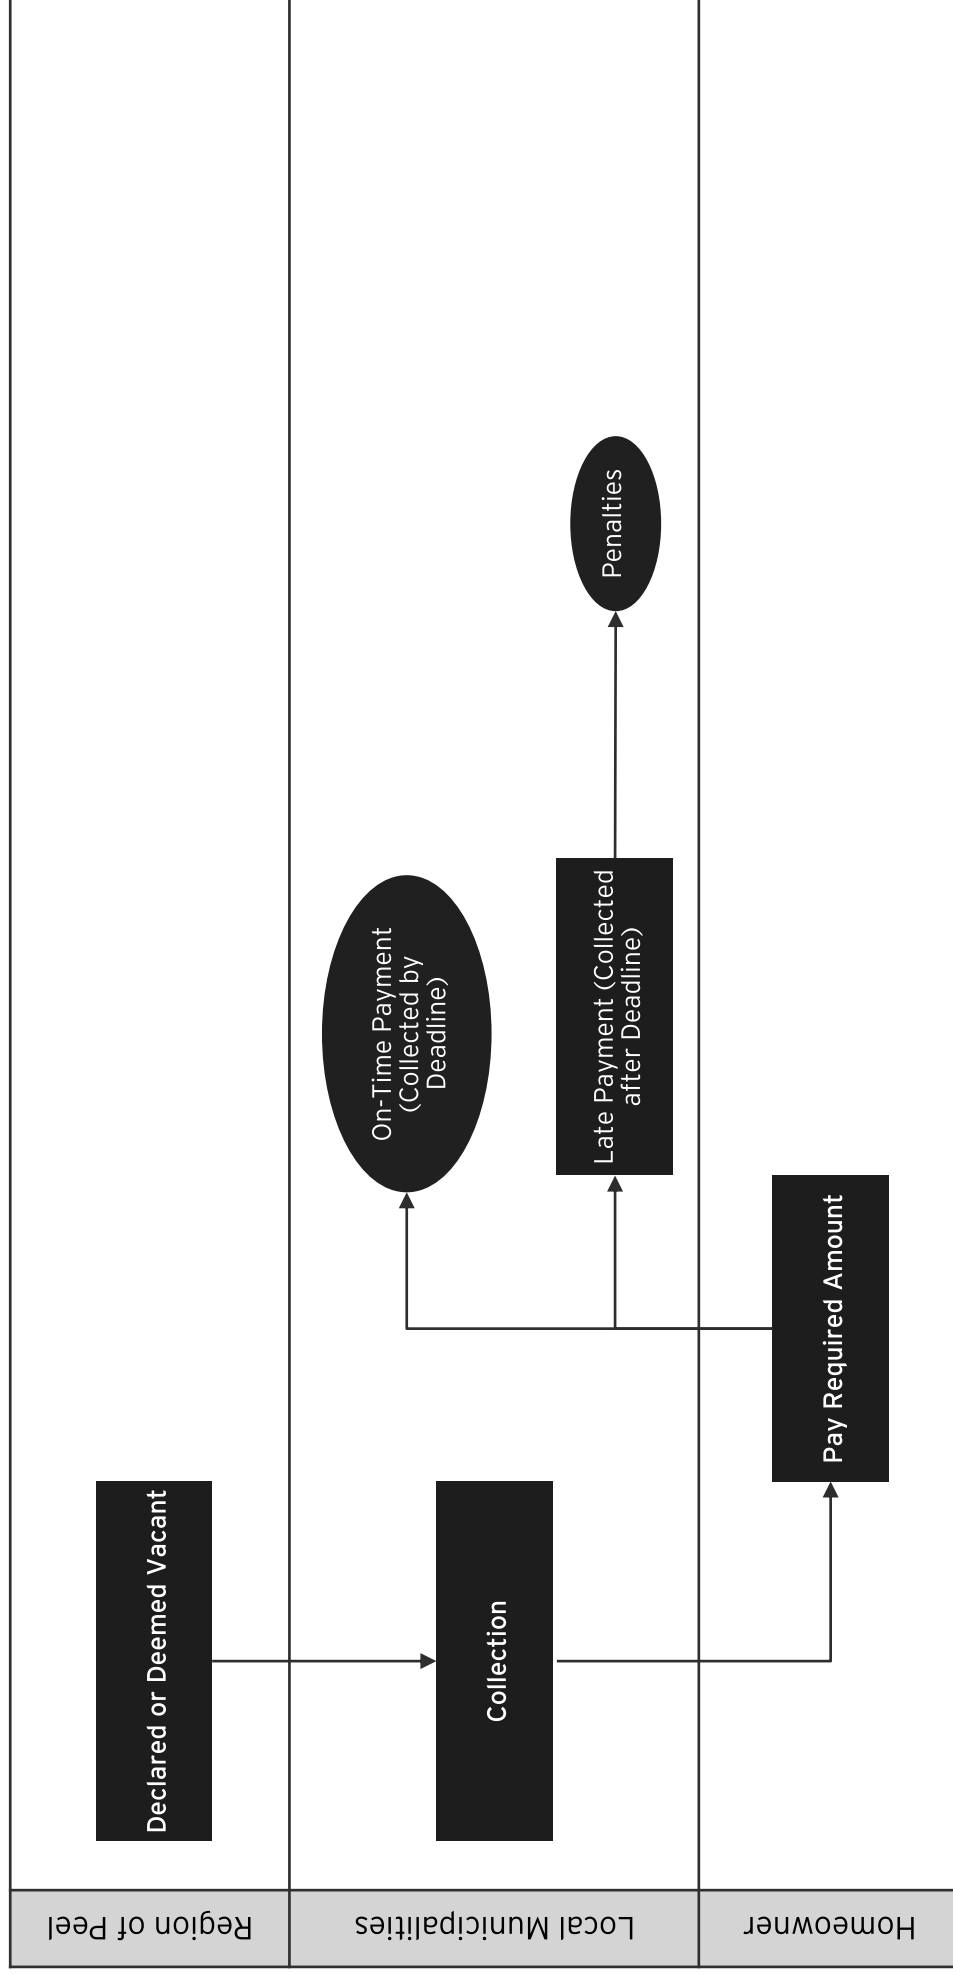 Region of Peel
Declared or Deemed Vacant
Local Municipalities
Collection
On-Time Payment
(Collected by
Deadline)
Late Payment (Collected
after Deadline)
Penalties
Homeowner
Pay Required Amount